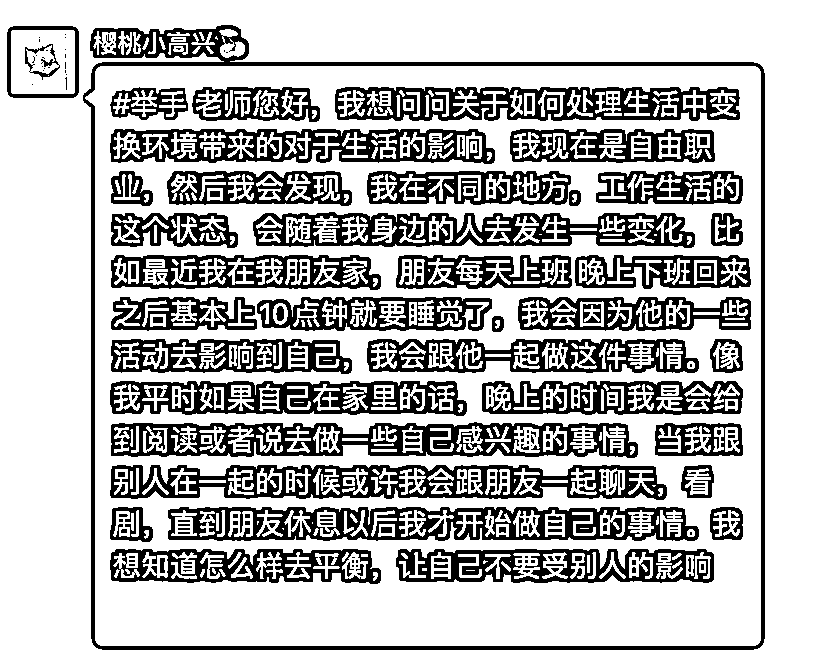 樱桃小高兴🍒
#举手 老师您好，我想问问关于如何处理生活中变
换环境带来的对于生活的影响，我现在是自由职
业，然后我会发现，我在不同的地方，工作生活的
这个状态，会随着我身边的人去发生一些变化，比
如最近我在我朋友家，朋友每天上班 晚上下班回来
之后基本上10点钟就要睡觉了，我会因为他的一些
活动去影响到自己，我会跟他一起做这件事情。像
我平时如果自己在家里的话，晚上的时间我是会给
到阅读或者说去做一些自己感兴趣的事情，当我跟
别人在一起的时候或许我会跟朋友一起聊天，看
剧，直到朋友休息以后我才开始做自己的事情。我
想知道怎么样去平衡，让自己不要受别人的影响